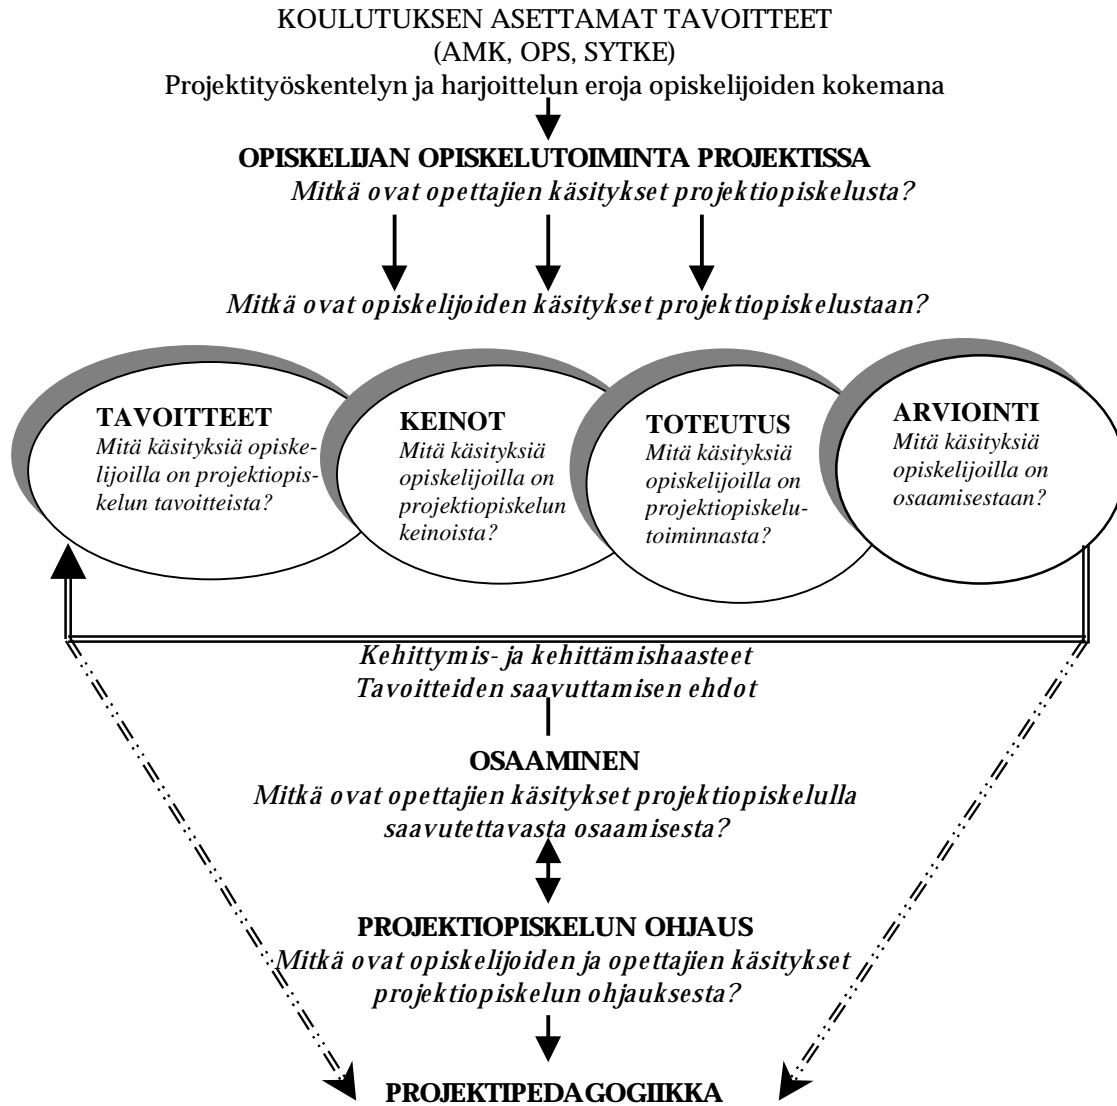 KOULUTUKSEN ASETTAMAT TAVOITTEET
(AMK, OPS, SYTKE)
Projektityöskentelyn ja harjoittelun eroja opiskelijoiden kokemana
OPISKELIJAN OPISKELUTOIMINTA PROJEKTISSA
Mitkä ovat opettajien käsitykset projektiopiskelusta?
Mitkä ovat opiskelijoiden käsitykset projektiopiskelustaan?
TAVOITTEET
Mitä käsityksiä opiske-
lijoilla on projektiopis-
kelun tavoitteista?
KEINOT
Mitä käsityksiä
opiskelijoilla on
projektiopiskelun
keinoista?
TOTEUTUS
Mitä käsityksiä
opiskelijoilla on
projektiopiskelu-
toiminnasta?
ARVIOINTI
Mitä käsityksiä
opiskelijoilla on
osaamisestaan?
Kehittymis- ja kehittämishaasteet
Tavoitteiden saavuttamisen ehdot
OSAAMINEN
Mitkä ovat opettajien käsitykset projektiopiskelulla
saavutettavasta osaamisesta?
PROJEKTIOPISKELUN OHJAUS
Mitkä ovat opiskelijoiden ja opettajien käsitykset
projektiopiskelun ohjauksesta?
PROJEKTIPEDAGOGIIKKA